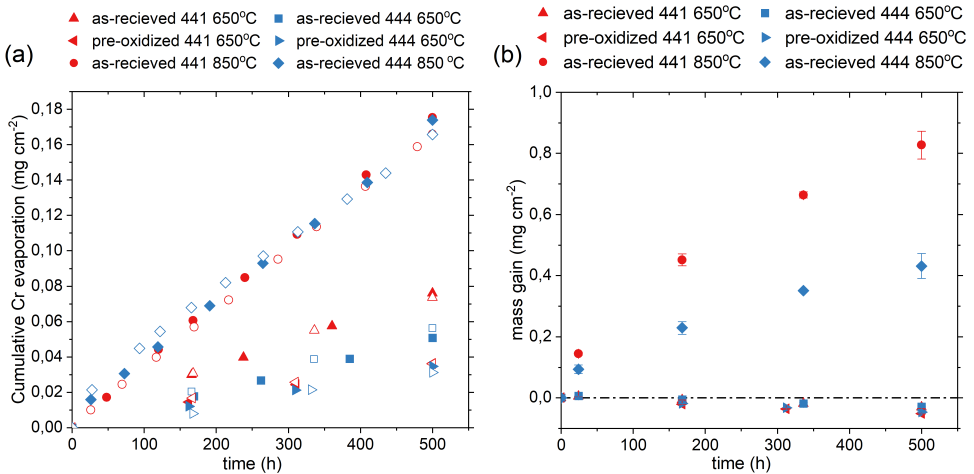 (a)
as-recieved 441 650°C
as-recieved 444 650°C
pre-oxidized 441 650°C
pre-oxidized 444 650°C
as-recieved 441 850°C
as-recieved 444 850 °C
Cumulative Cr evaporation (mg cm-2)
0,18
0,16
0,14
0,12
0,10
0,08
0,06
0,04
0,02
0,00
0
100
200
300
400
500
time (h)
(b)
as-recieved 441 650°C
as-recieved 444 650°C
pre-oxidized 441 650°C
pre-oxidized 444 650°C
as-recieved 441 850°C
as-recieved 444 850°C
mass gain (mg cm-2)
1,0
0,8
0,6
0,4
0,2
0,0
0
100
200
300
400
500
time (h)